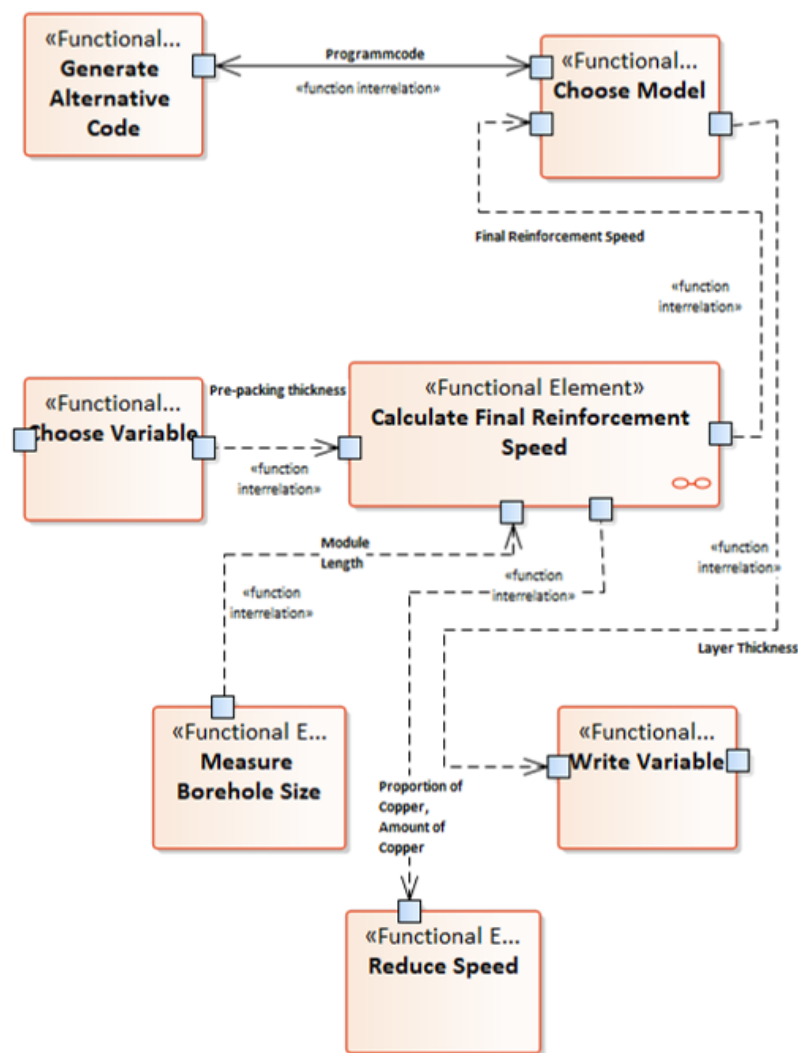 «Functional...
Generate
Alternative
Code
Programmcode
«function interrelation»
«Functional...
Choose Model
Final Reinforcement Speed
«function
interrelation»
«Functional...
Choose Variable
Pre-packing thickness
«function
interrelation»
«Functional Element»
Calculate Final Reinforcement
Speed
Module
Length
«function
interrelation»
«function
interrelation»
«function
interrelation»
Layer Thickness
«Functional E...
Measure
Borehole Size
Proportion of
Copper,
Amount of
Copper
«Functional...
Write Variable
«Functional E...
Reduce Speed